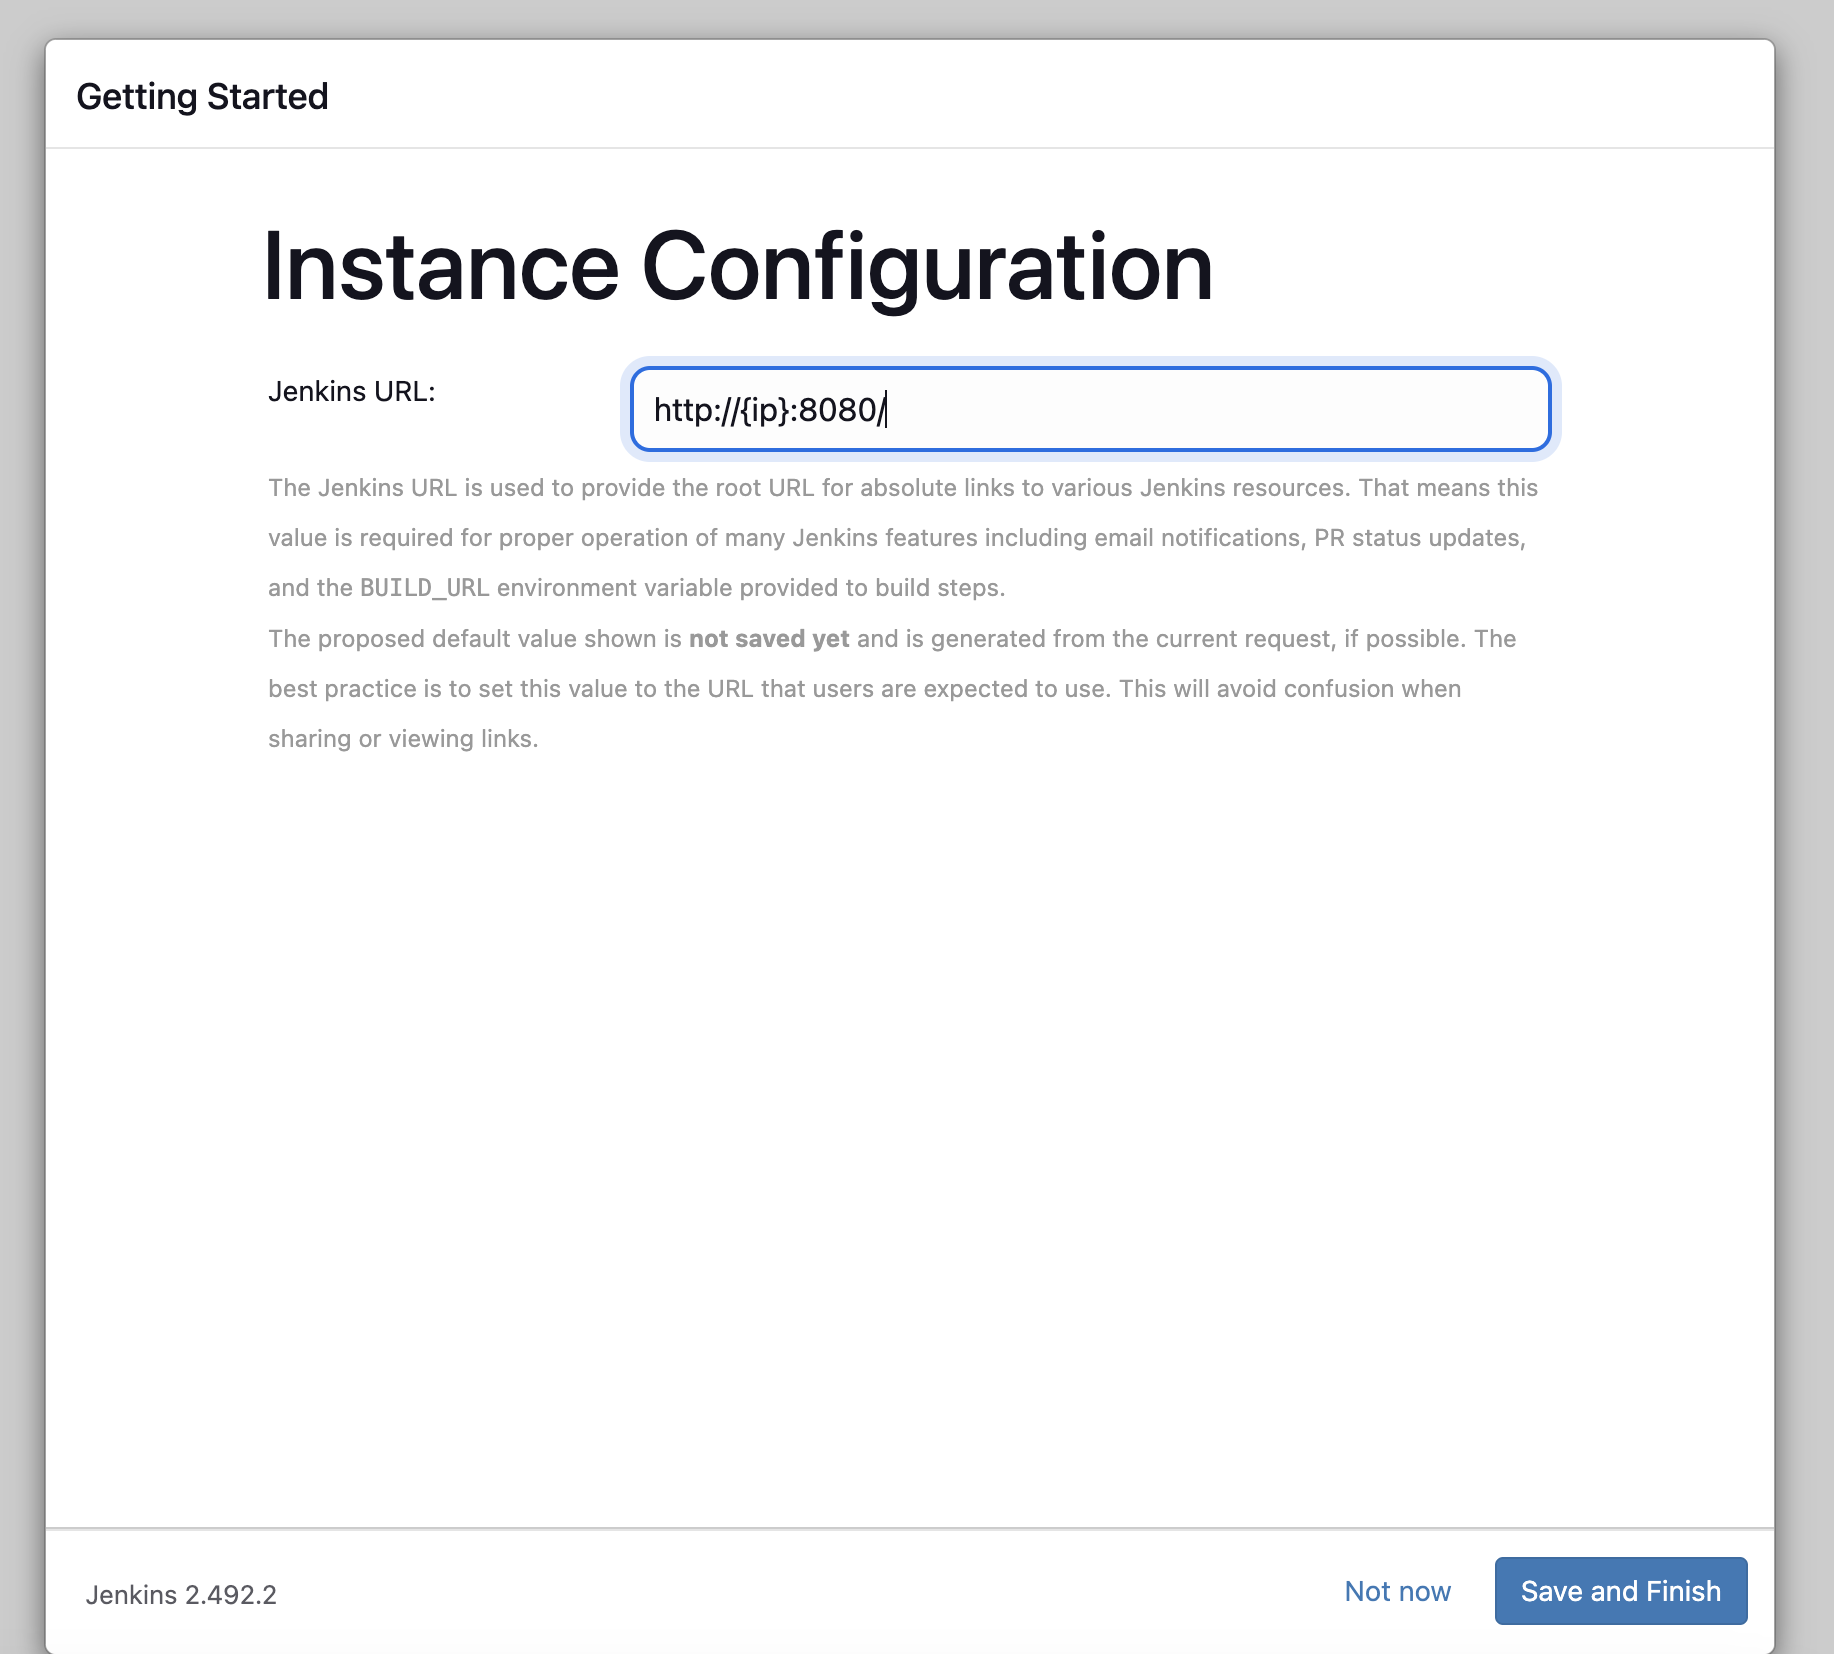 Getting Started
Instance Configuration
Jenkins URL:
http://{ip}:8080/
The Jenkins URL is used to provide the root URL for absolute links to various Jenkins resources. That means this
value is required for proper operation of many Jenkins features including email notifications, PR status updates,
and the BUILD_URL environment variable provided to build steps.
The proposed default value shown is not saved yet and is generated from the current request, if possible. The
best practice is to set this value to the URL that users are expected to use. This will avoid confusion when
sharing or viewing links.
Jenkins 2.492.2
Not now
Save and Finish